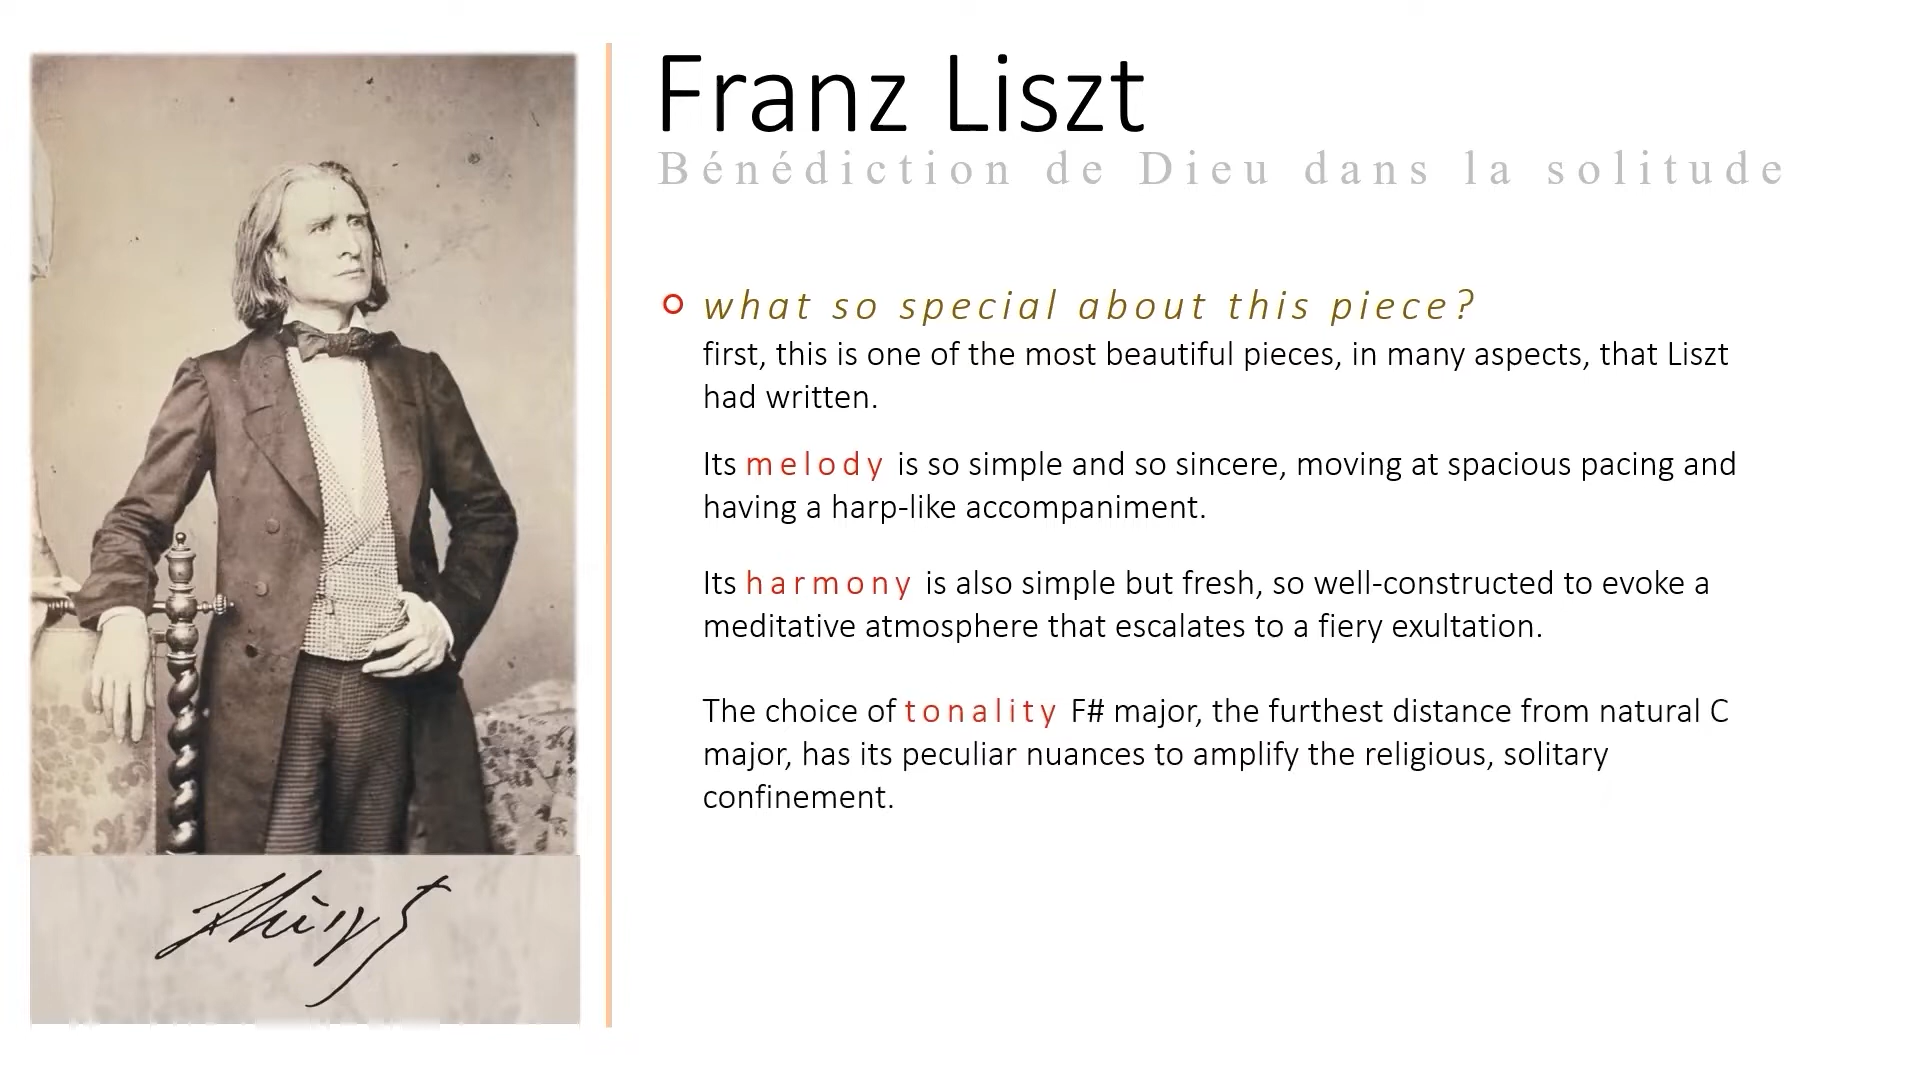 Franz Liszt
Bénédiction de Dieu dans la solitude
what so special about this piece?
first, this is one of the most beautiful pieces, in many aspects, that Liszt
had written.
Its melody is so simple and so sincere, moving at spacious pacing and
having a harp-like accompaniment.
Its harmony is also simple but fresh, so well-constructed to evoke a
meditative atmosphere that escalates to a fiery exultation.
The choice of tonality F# major, the furthest distance from natural C
major, has its peculiar nuances to amplify the religious, solitary
confinement.